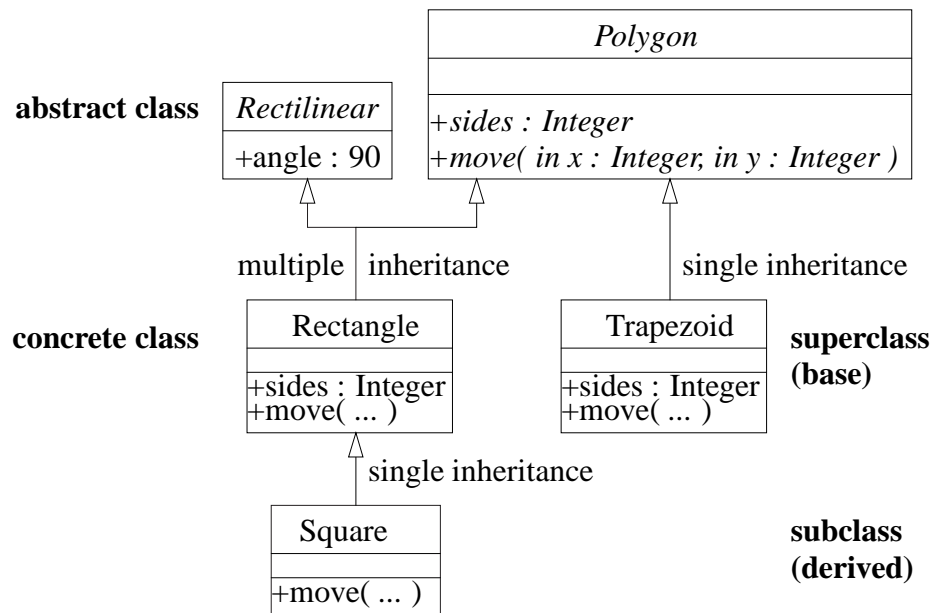 Polygon
abstract class
Rectilinear
+angle : 90
+sides : Integer
+move( in x : Integer, in y : Integer )
multiple inheritance
single inheritance
concrete class
Rectangle
+sides : Integer
+move( ... )
Trapezoid
+sides : Integer
+move( ... )
superclass
(base)
single inheritance
Square
+move( ... )
subclass
(derived)